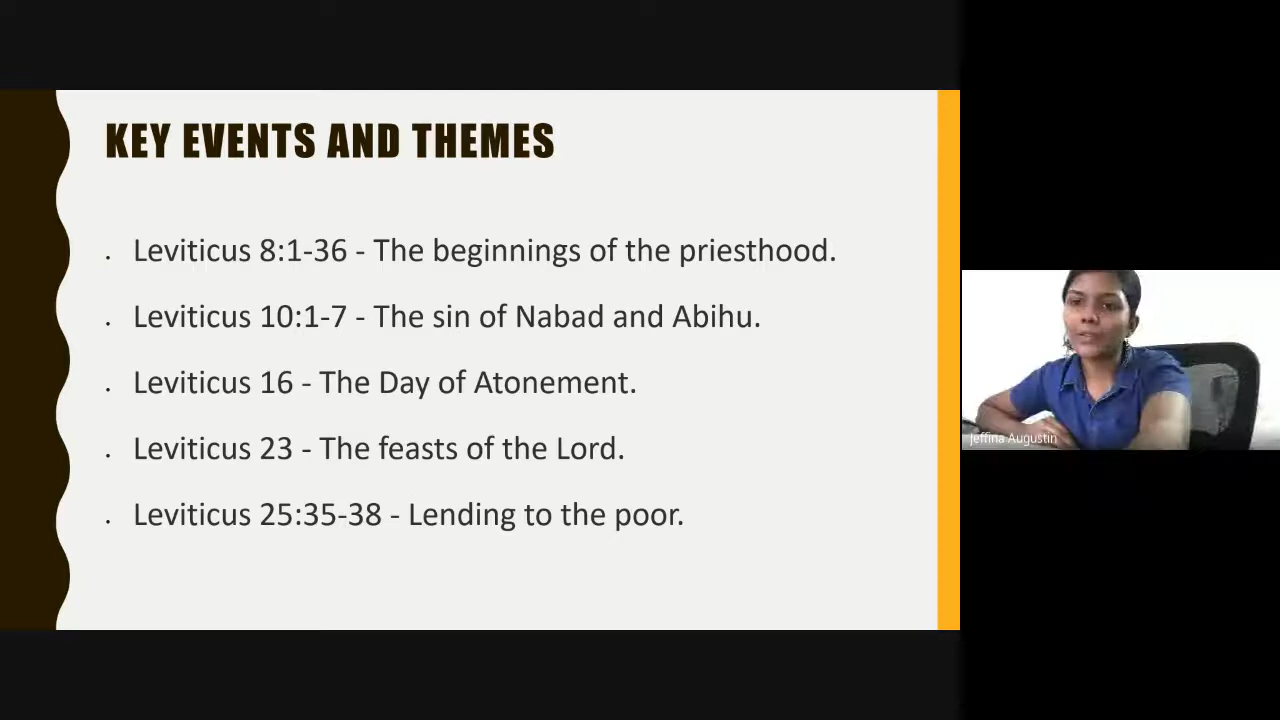 KEY EVENTS AND THEMES
. Leviticus 8:1-36 - The beginnings of the priesthood.
. Leviticus 10:1-7 - The sin of Nabad and Abihu.
. Leviticus 16 - The Day of Atonement.
. Leviticus 23 - The feasts of the Lord.
. Leviticus 25:35-38 - Lending to the poor.
Jeffina Augustin